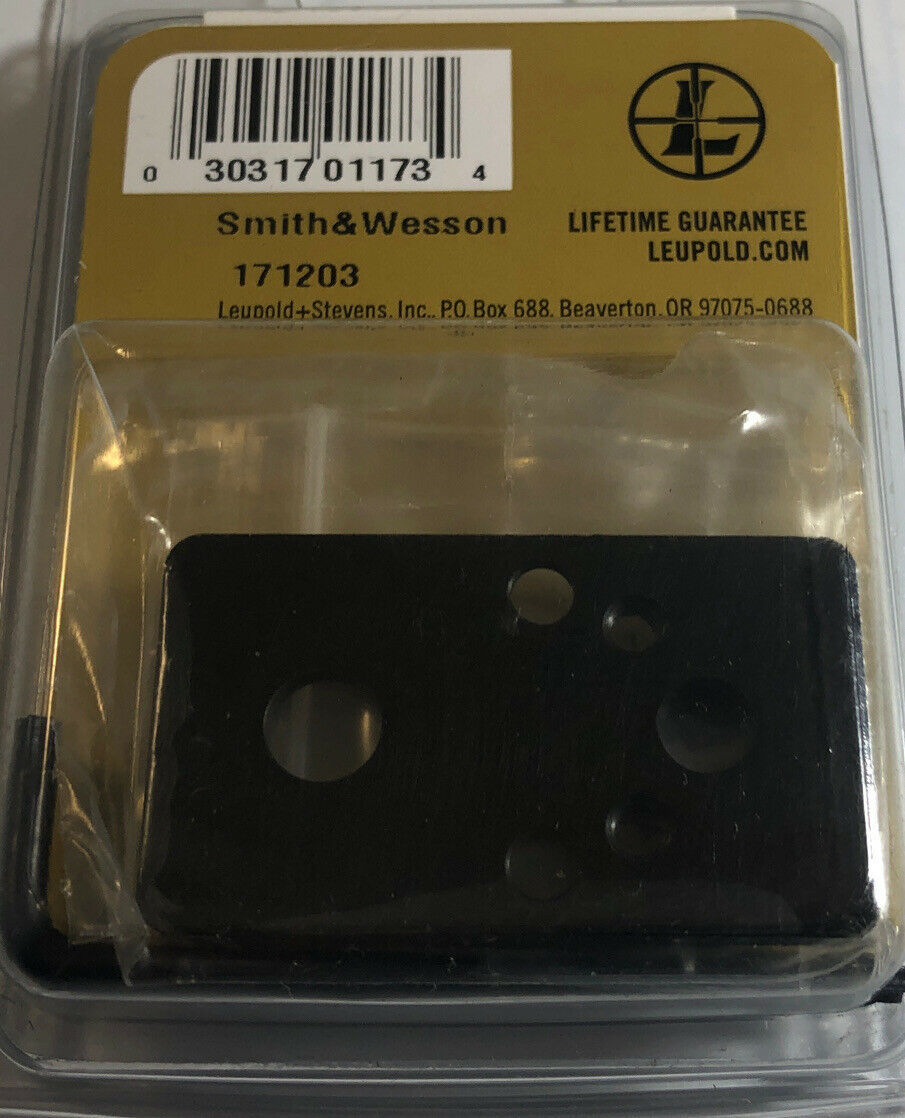 0 30317 01173 4
L
Smith&Wesson
LIFETIME GUARANTEE
LEUPOLD.COM
171203
Leupold+Stevens, Inc., P.O. Box 688, Beaverton, OR 97075-0688